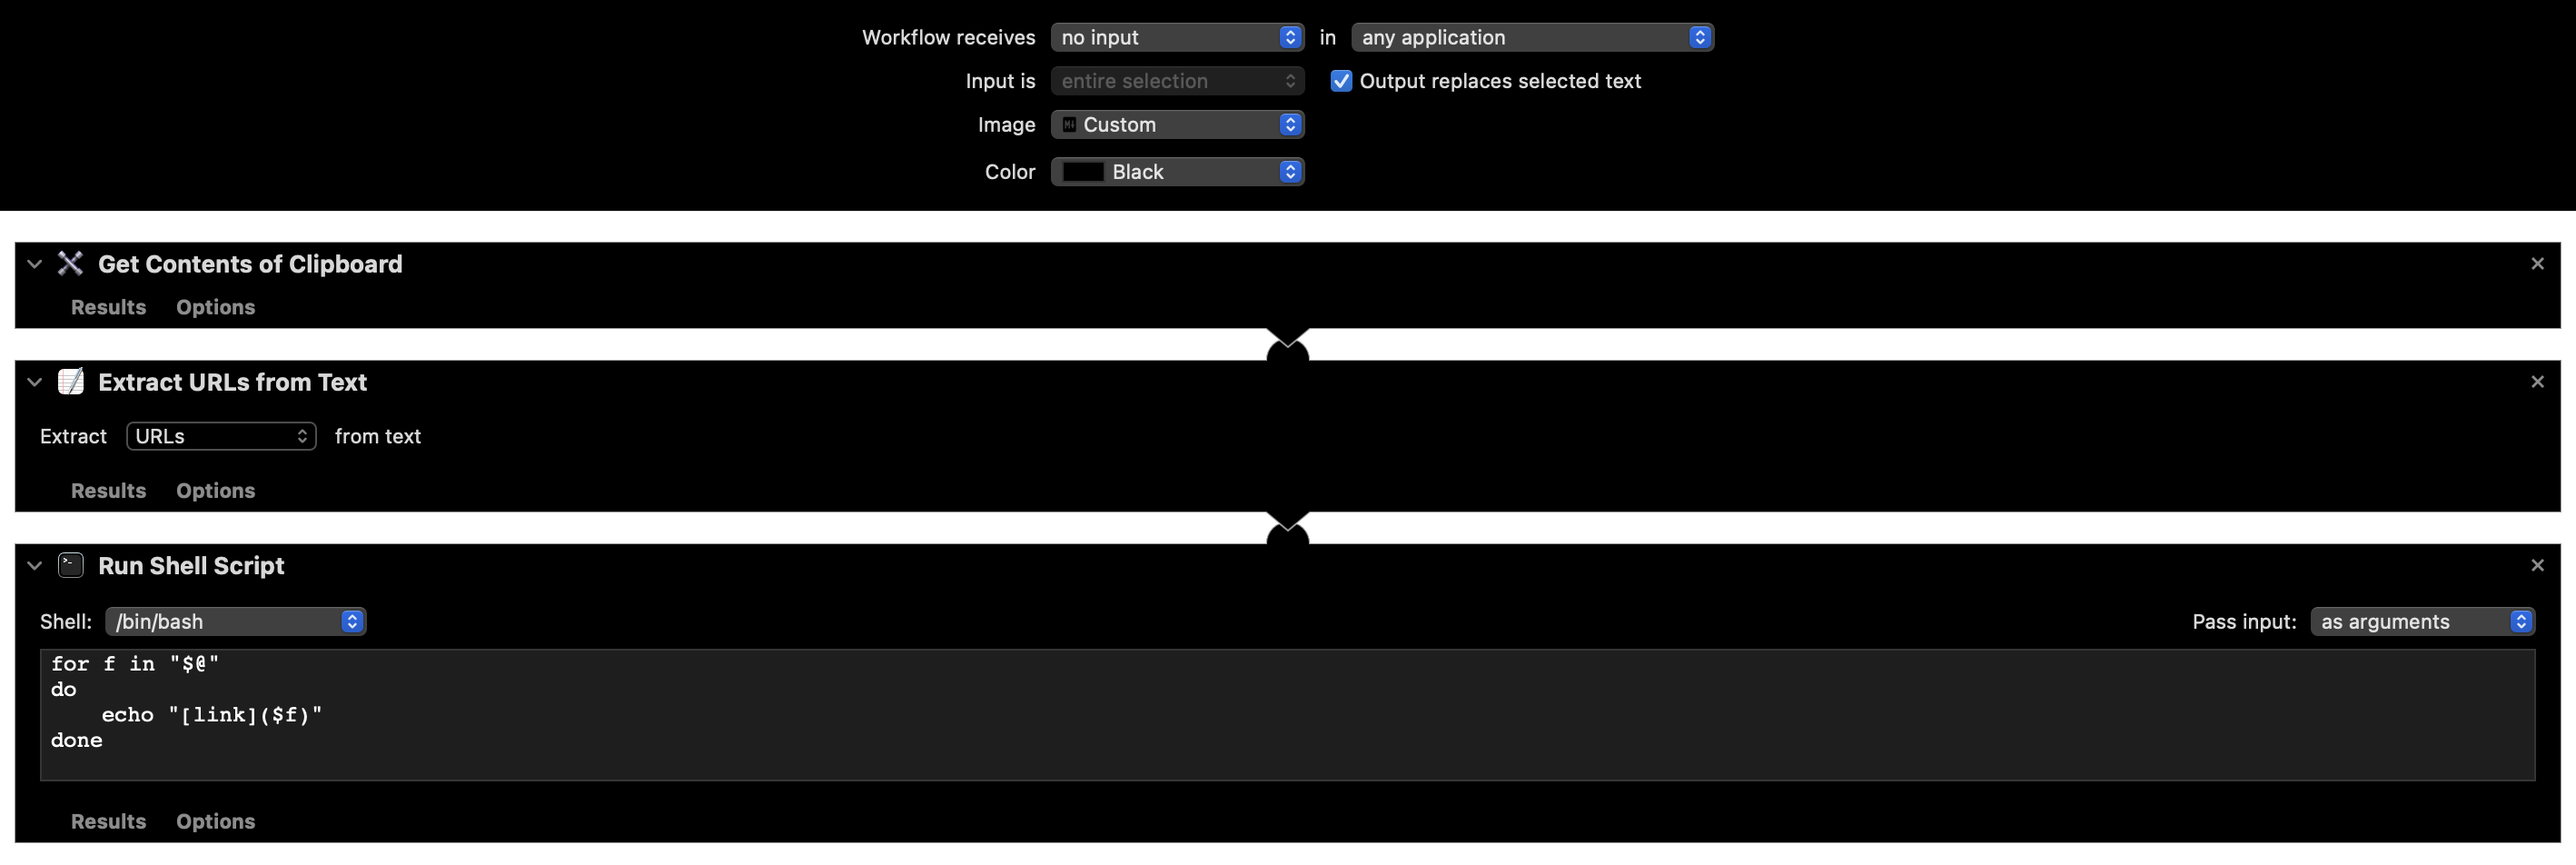 Workflow receives no input in any application
Input is entire selection Output replaces selected text
Image Custom
Color Black
Get Contents of Clipboard
Results Options
Extract URLs from Text
Extract URLs from text
Results Options
Run Shell Script
Shell: /bin/bash Pass input: as arguments
for f in "$@"
do
    echo "[link]($f)"
done
Results Options